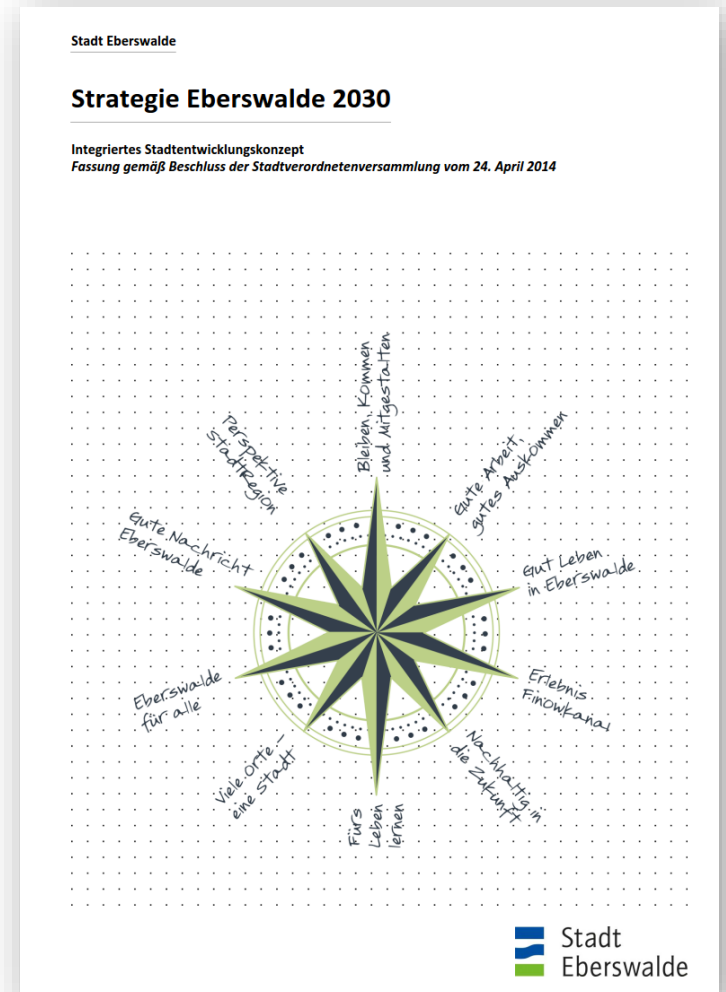 Stadt Eberswalde
Strategie Eberswalde 2030
Integriertes Stadtentwicklungskonzept
Fassung gemäß Beschluss der Stadtverordnetenversammlung vom 24. April 2014
Bleiben, Kommen
und Mitgestalten
Gute Arbeit,
gutes Auskommen
Gut Leben
in Eberswalde
Erlebnis
Finowkanal
Nachhaltig in
die Zukunft
Fürs
Leben
lernen
Viele Orte –
eine Stadt
Eberswalde
für alle
Gute Nachricht
Eberswalde
Perspektive
StadtRegion
Stadt
Eberswalde